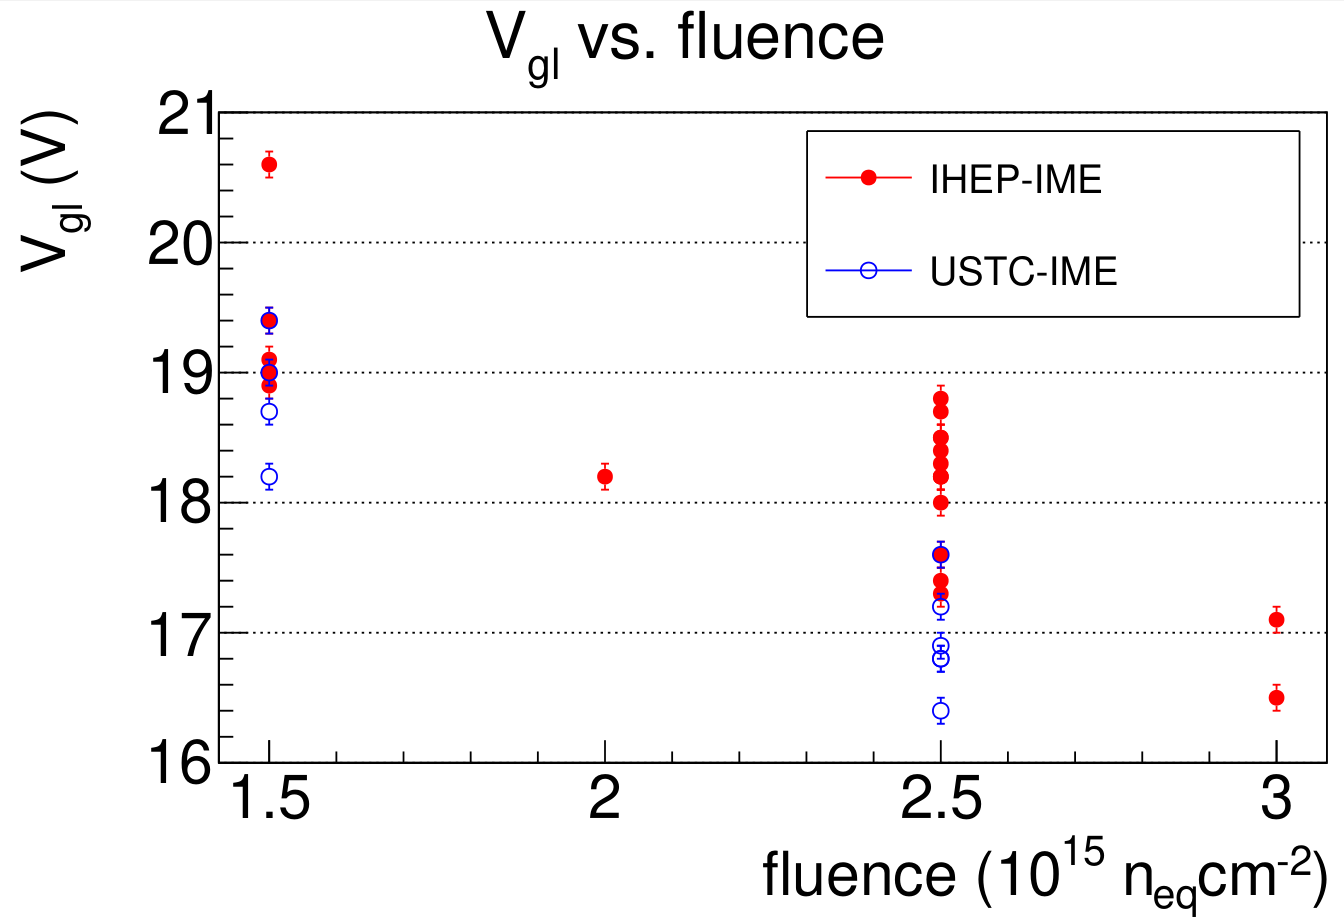 V_gl vs. fluence
V_gl (V)
21
20
19
18
17
16
IHEP-IME
USTC-IME
1.5 2 2.5 3
fluence (10^15 n_eq cm^-2)